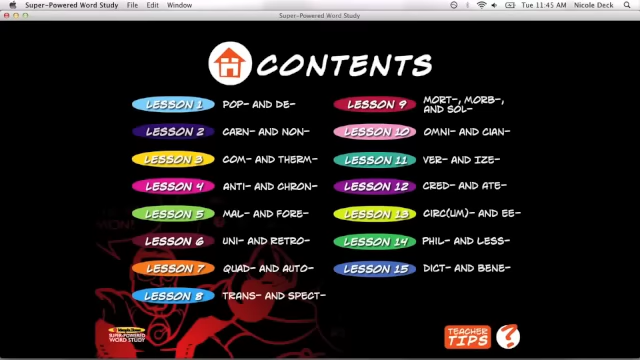 Super-Powered Word Study File Edit Window Tue 11:45 AM Nicole Deck
Super-Powered Word Study
CONTENTS
LESSON 1 POP- AND DE-
LESSON 2 CARN- AND NON-
LESSON 3 COM- AND THERM-
LESSON 4 ANTI- AND CHRON-
LESSON 5 MAL- AND FORE-
LESSON 6 UNI- AND RETRO-
LESSON 7 QUAD- AND AUTO-
LESSON 8 TRANS- AND SPECT-
LESSON 9 MORT-, MORB-,
AND SOL-
LESSON 10 OMNI- AND CIAN-
LESSON 11 VER- AND IZE-
LESSON 12 CRED- AND ATE-
LESSON 13 CIRC(UM)- AND EE-
LESSON 14 PHIL- AND LESS-
LESSON 15 DICT- AND BENE-
SUPER-POWERED
WORD STUDY
TEACHER
TIPS
?